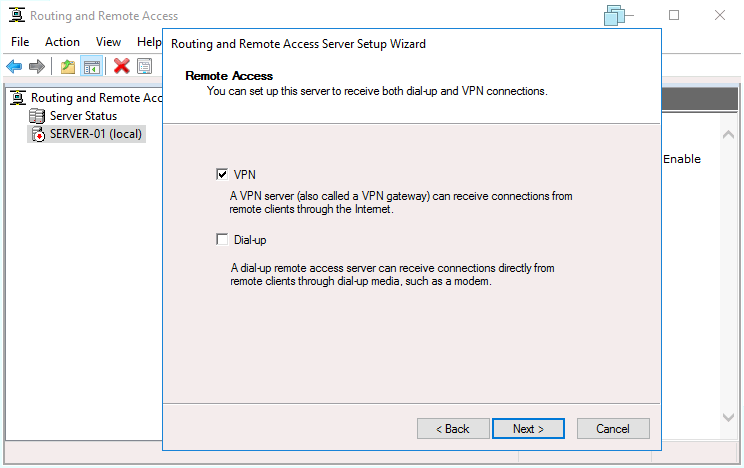 Routing and Remote Access
File Action View Help
Routing and Remote Acc
Server Status
SERVER-01 (local)
Enable
Routing and Remote Access Server Setup Wizard
Remote Access
You can set up this server to receive both dial-up and VPN connections.
VPN
A VPN server (also called a VPN gateway) can receive connections from
remote clients through the Internet.
Dial-up
A dial-up remote access server can receive connections directly from
remote clients through dial-up media, such as a modem.
< Back Next > Cancel